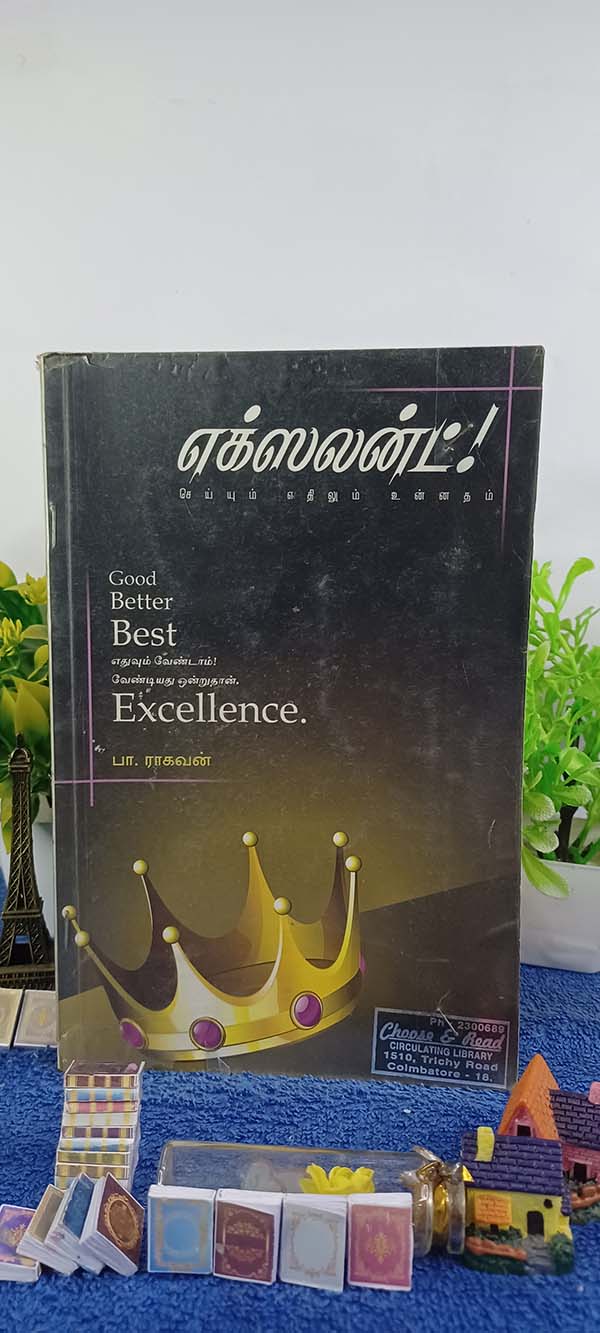 எக்ஸலன்ட்!
செய்யும் எதிலும் உன்னதம்
Good
Better
Best
எதுவும் வேண்டாம்!
வேண்டியது ஒன்றுதான்.
Excellence.
பா. ராகவன்
Ph 2300689
Choose & Read
CIRCULATING LIBRARY
1510, Trichy Road
Coimbatore - 18.